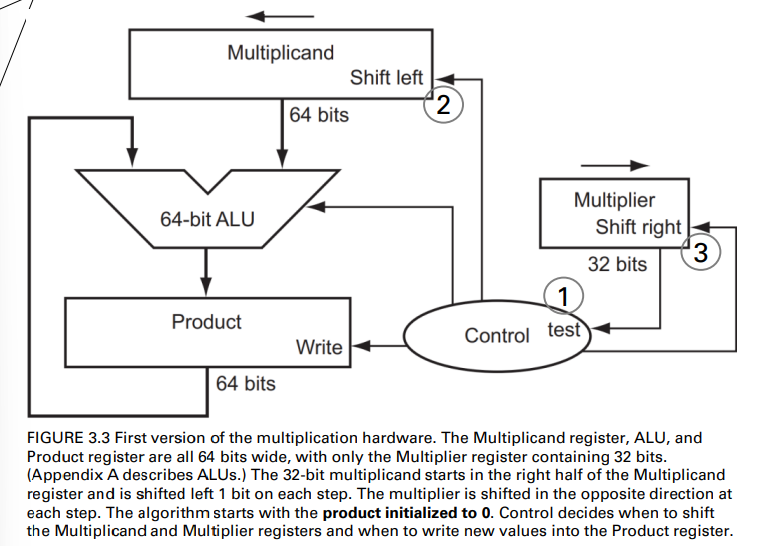 Multiplicand
Shift left
2
64 bits
64-bit ALU
Multiplier
Shift right
3
32 bits
1
Control test
Product
Write
64 bits
FIGURE 3.3 First version of the multiplication hardware. The Multiplicand register, ALU, and
Product register are all 64 bits wide, with only the Multiplier register containing 32 bits.
(Appendix A describes ALUs.) The 32-bit multiplicand starts in the right half of the Multiplicand
register and is shifted left 1 bit on each step. The multiplier is shifted in the opposite direction at
each step. The algorithm starts with the product initialized to 0. Control decides when to shift
the Multiplicand and Multiplier registers and when to write new values into the Product register.